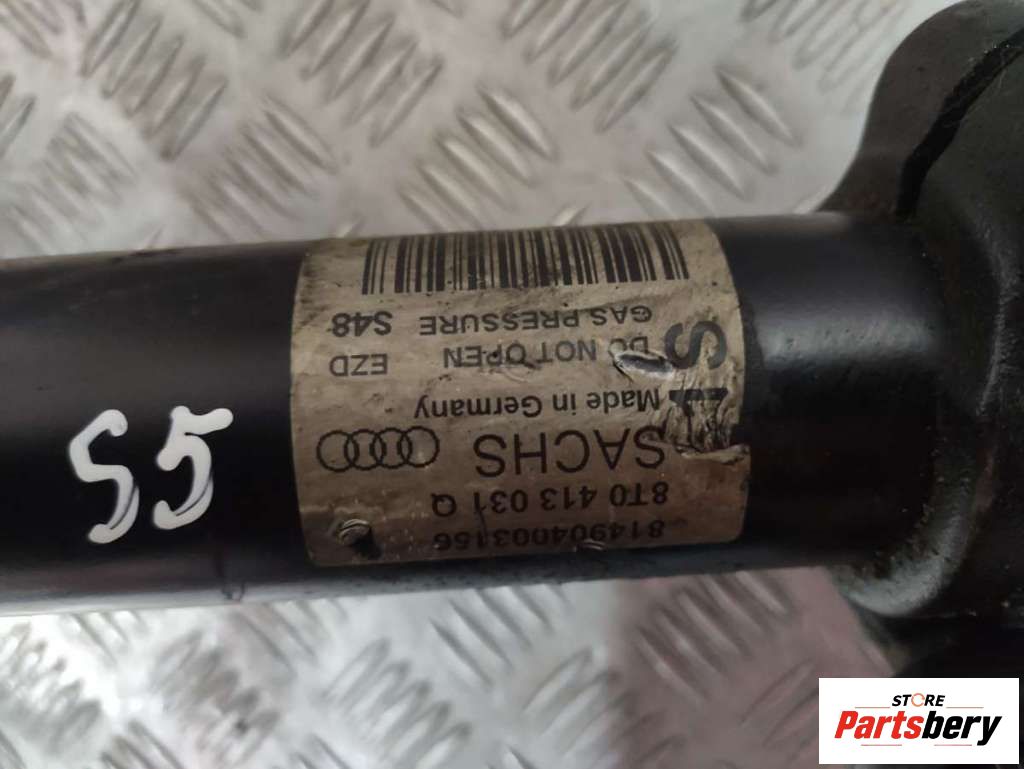 814904003156
8T0 413 031 Q
SACHS
Made in Germany
DO NOT OPEN EZD
GAS PRESSURE S48
S5
STORE
Partsbery